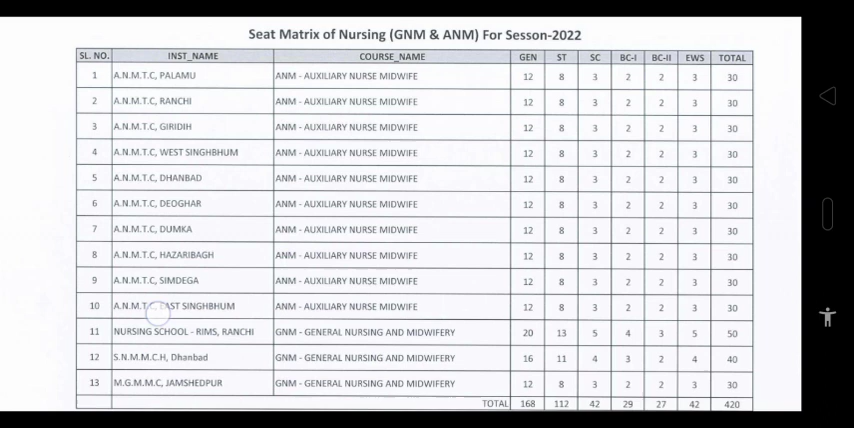 Seat Matrix of Nursing (GNM & ANM) For Sesson-2022
SL. NO. INST_NAME COURSE_NAME GEN ST SC BC-I BC-II EWS TOTAL
1 A.N.M.T.C, PALAMU ANM - AUXILIARY NURSE MIDWIFE 12 8 3 2 2 3 30
2 A.N.M.T.C, RANCHI ANM - AUXILIARY NURSE MIDWIFE 12 8 3 2 2 3 30
3 A.N.M.T.C, GIRIDIH ANM - AUXILIARY NURSE MIDWIFE 12 8 3 2 2 3 30
4 A.N.M.T.C, WEST SINGHBHUM ANM - AUXILIARY NURSE MIDWIFE 12 8 3 2 2 3 30
5 A.N.M.T.C, DHANBAD ANM - AUXILIARY NURSE MIDWIFE 12 8 3 2 2 3 30
6 A.N.M.T.C, DEOGHAR ANM - AUXILIARY NURSE MIDWIFE 12 8 3 2 2 3 30
7 A.N.M.T.C, DUMKA ANM - AUXILIARY NURSE MIDWIFE 12 8 3 2 2 3 30
8 A.N.M.T.C, HAZARIBAGH ANM - AUXILIARY NURSE MIDWIFE 12 8 3 2 2 3 30
9 A.N.M.T.C, SIMDEGA ANM - AUXILIARY NURSE MIDWIFE 12 8 3 2 2 3 30
10 A.N.M.T.C, EAST SINGHBHUM ANM - AUXILIARY NURSE MIDWIFE 12 8 3 2 2 3 30
11 NURSING SCHOOL - RIMS, RANCHI GNM - GENERAL NURSING AND MIDWIFERY 20 13 5 4 3 5 50
12 S.N.M.M.C.H, Dhanbad GNM - GENERAL NURSING AND MIDWIFERY 16 11 4 3 2 4 40
13 M.G.M.M.C, JAMSHEDPUR GNM - GENERAL NURSING AND MIDWIFERY 12 8 3 2 2 3 30
TOTAL 168 112 42 29 27 42 420